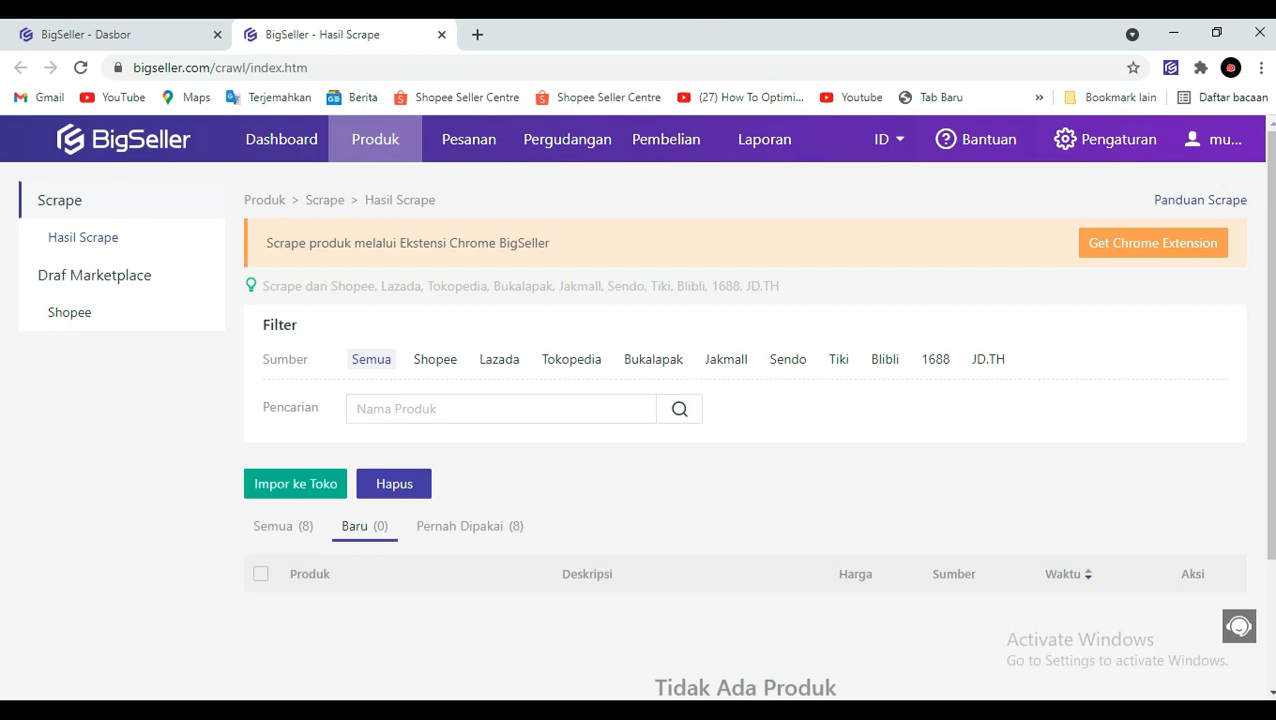 BigSeller - Dasbor
BigSeller - Hasil Scrape
bigseller.com/crawl/index.htm
Gmail YouTube Maps Terjemahkan Berita Shopee Seller Centre Shopee Seller Centre (27) How To Optimi... Youtube Tab Baru » Bookmark lain Daftar bacaan
BigSeller Dashboard Produk Pesanan Pergudangan Pembelian Laporan ID Bantuan Pengaturan mu...
Scrape
Hasil Scrape
Draf Marketplace
Shopee
Produk > Scrape > Hasil Scrape
Panduan Scrape
Scrape produk melalui Ekstensi Chrome BigSeller
Get Chrome Extension
Scrape dari Shopee, Lazada, Tokopedia, Bukalapak, Jakmall, Sendo, Tiki, Blibli, 1688, JD.TH
Filter
Sumber Semua Shopee Lazada Tokopedia Bukalapak Jakmall Sendo Tiki Blibli 1688 JD.TH
Pencarian Nama Produk
Impor ke Toko Hapus
Semua (8) Baru (0) Pernah Dipakai (8)
Produk Deskripsi Harga Sumber Waktu Aksi
Activate Windows
Go to Settings to activate Windows.
Tidak Ada Produk